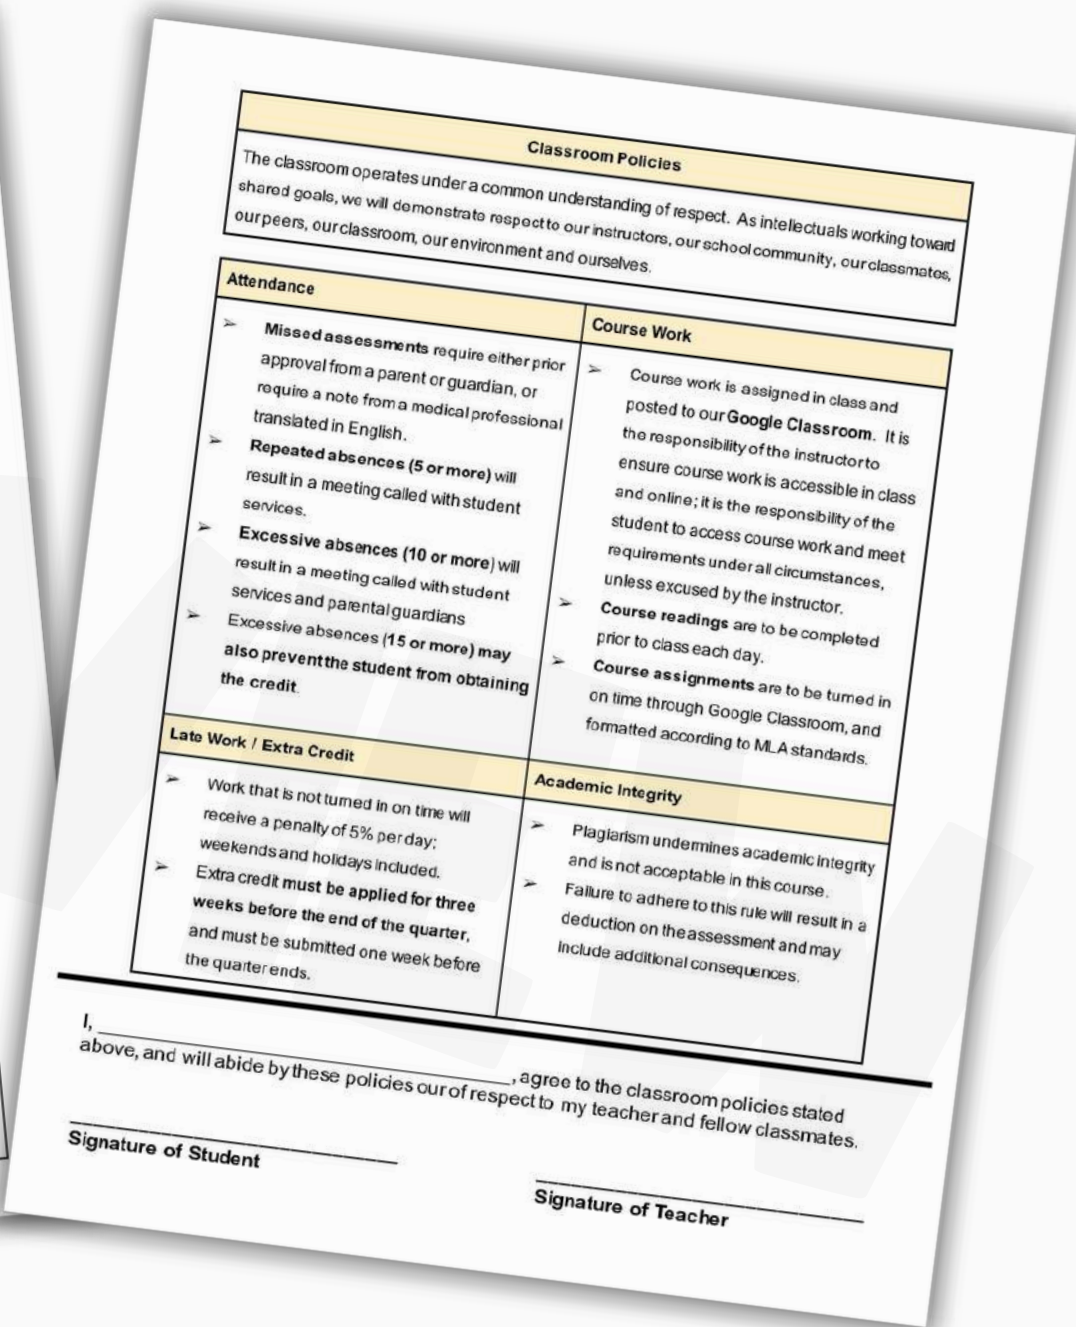 Classroom Policies
The classroom operates under a common understanding of respect. As intellectuals working toward
shared goals, we will demonstrate respect to our instructors, our school community, our classmates,
our peers, our classroom, our environment and ourselves.
Attendance
➢ Missed assessments require either prior
approval from a parent or guardian, or
require a note from a medical professional
translated in English.
➢ Repeated absences (5 or more) will
result in a meeting called with student
services.
➢ Excessive absences (10 or more) will
result in a meeting called with student
services and parental guardians
➢ Excessive absences (15 or more) may
also prevent the student from obtaining
the credit.
Course Work
➢ Course work is assigned in class and
posted to our Google Classroom. It is
the responsibility of the instructor to
ensure course work is accessible in class
and online; it is the responsibility of the
student to access course work and meet
requirements under all circumstances,
unless excused by the instructor.
➢ Course readings are to be completed
prior to class each day.
➢ Course assignments are to be turned in
on time through Google Classroom, and
formatted according to MLA standards.
Late Work / Extra Credit
➢ Work that is not turned in on time will
receive a penalty of 5% per day;
weekends and holidays included.
➢ Extra credit must be applied for three
weeks before the end of the quarter,
and must be submitted one week before
the quarter ends.
Academic Integrity
➢ Plagiarism undermines academic integrity
and is not acceptable in this course.
➢ Failure to adhere to this rule will result in a
deduction on the assessment and may
include additional consequences.
I, ______________________________, agree to the classroom policies stated
above, and will abide by these policies our of respect to my teacher and fellow classmates.
Signature of Student
Signature of Teacher